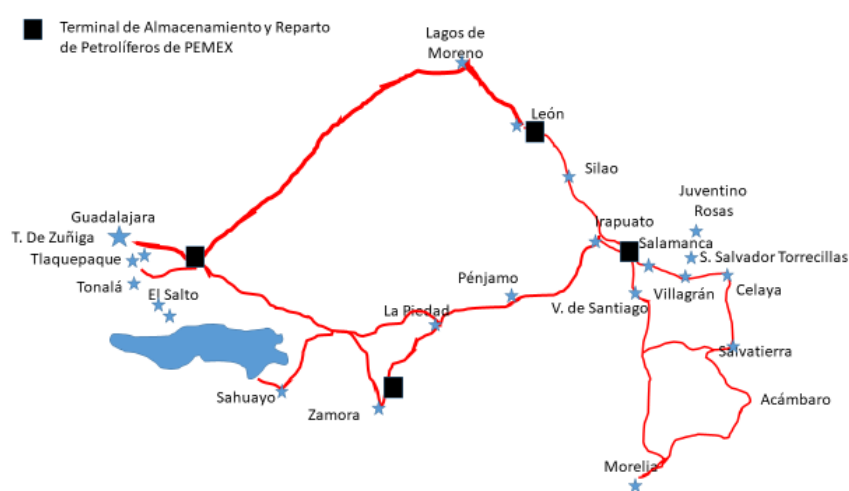 Terminal de Almacenamiento y Reparto
de Petrolíferos de PEMEX
Lagos de
Moreno
León
Silao
Juventino
Rosas
Guadalajara
Irapuato
T. De Zuñiga
Salamanca
Tlaquepaque
S. Salvador Torrecillas
Pénjamo
Tonalá
El Salto
Villagrán
Celaya
La Piedad
V. de Santiago
Salvatierra
Sahuayo
Acámbaro
Zamora
Morelia